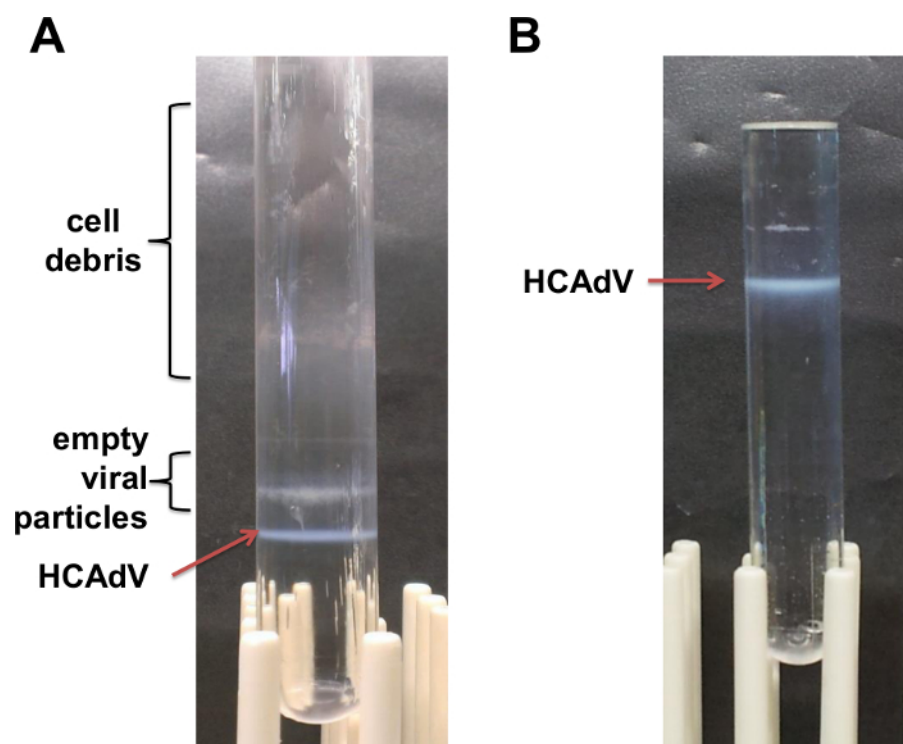 A
B
cell
debris
empty
viral
particles
HCAdV
HCAdV